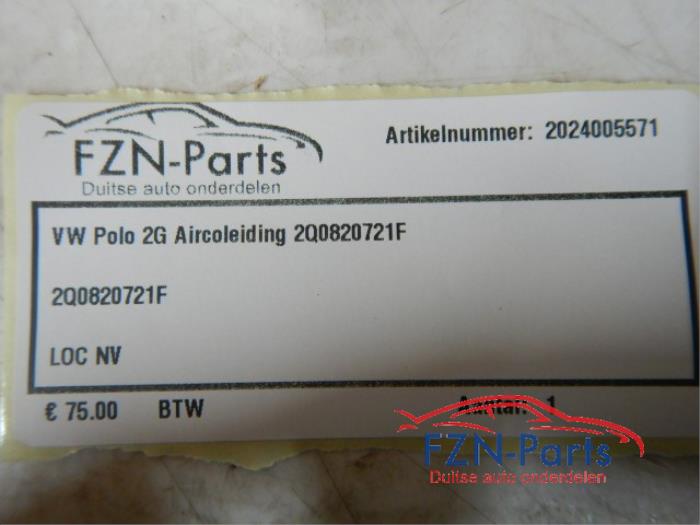 FZN-Parts
Duitse auto onderdelen
Artikelnummer: 2024005571
VW Polo 2G Aircoleiding 2Q0820721F
2Q0820721F
LOC NV
€ 75.00 BTW Aantal: 1
FZN-Parts
Duitse auto onderdelen